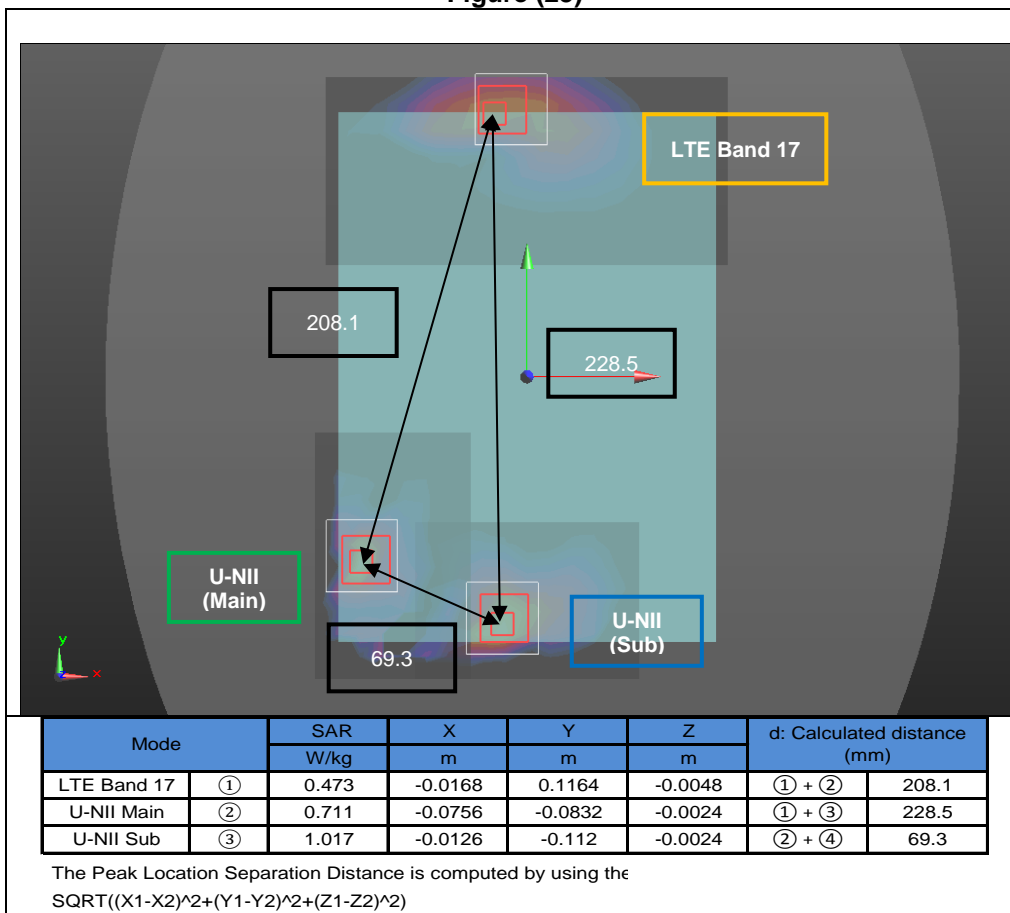 LTE Band 17
208.1
228.5
U-NII
(Main)
U-NII
(Sub)
69.3
y
x
Mode SAR X Y Z d: Calculated distance
W/kg m m m (mm)
LTE Band 17 ① 0.473 -0.0168 0.1164 -0.0048 ① + ② 208.1
U-NII Main ② 0.711 -0.0756 -0.0832 -0.0024 ① + ③ 228.5
U-NII Sub ③ 1.017 -0.0126 -0.112 -0.0024 ② + ④ 69.3
The Peak Location Separation Distance is computed by using the
SQRT((X1-X2)^2+(Y1-Y2)^2+(Z1-Z2)^2)